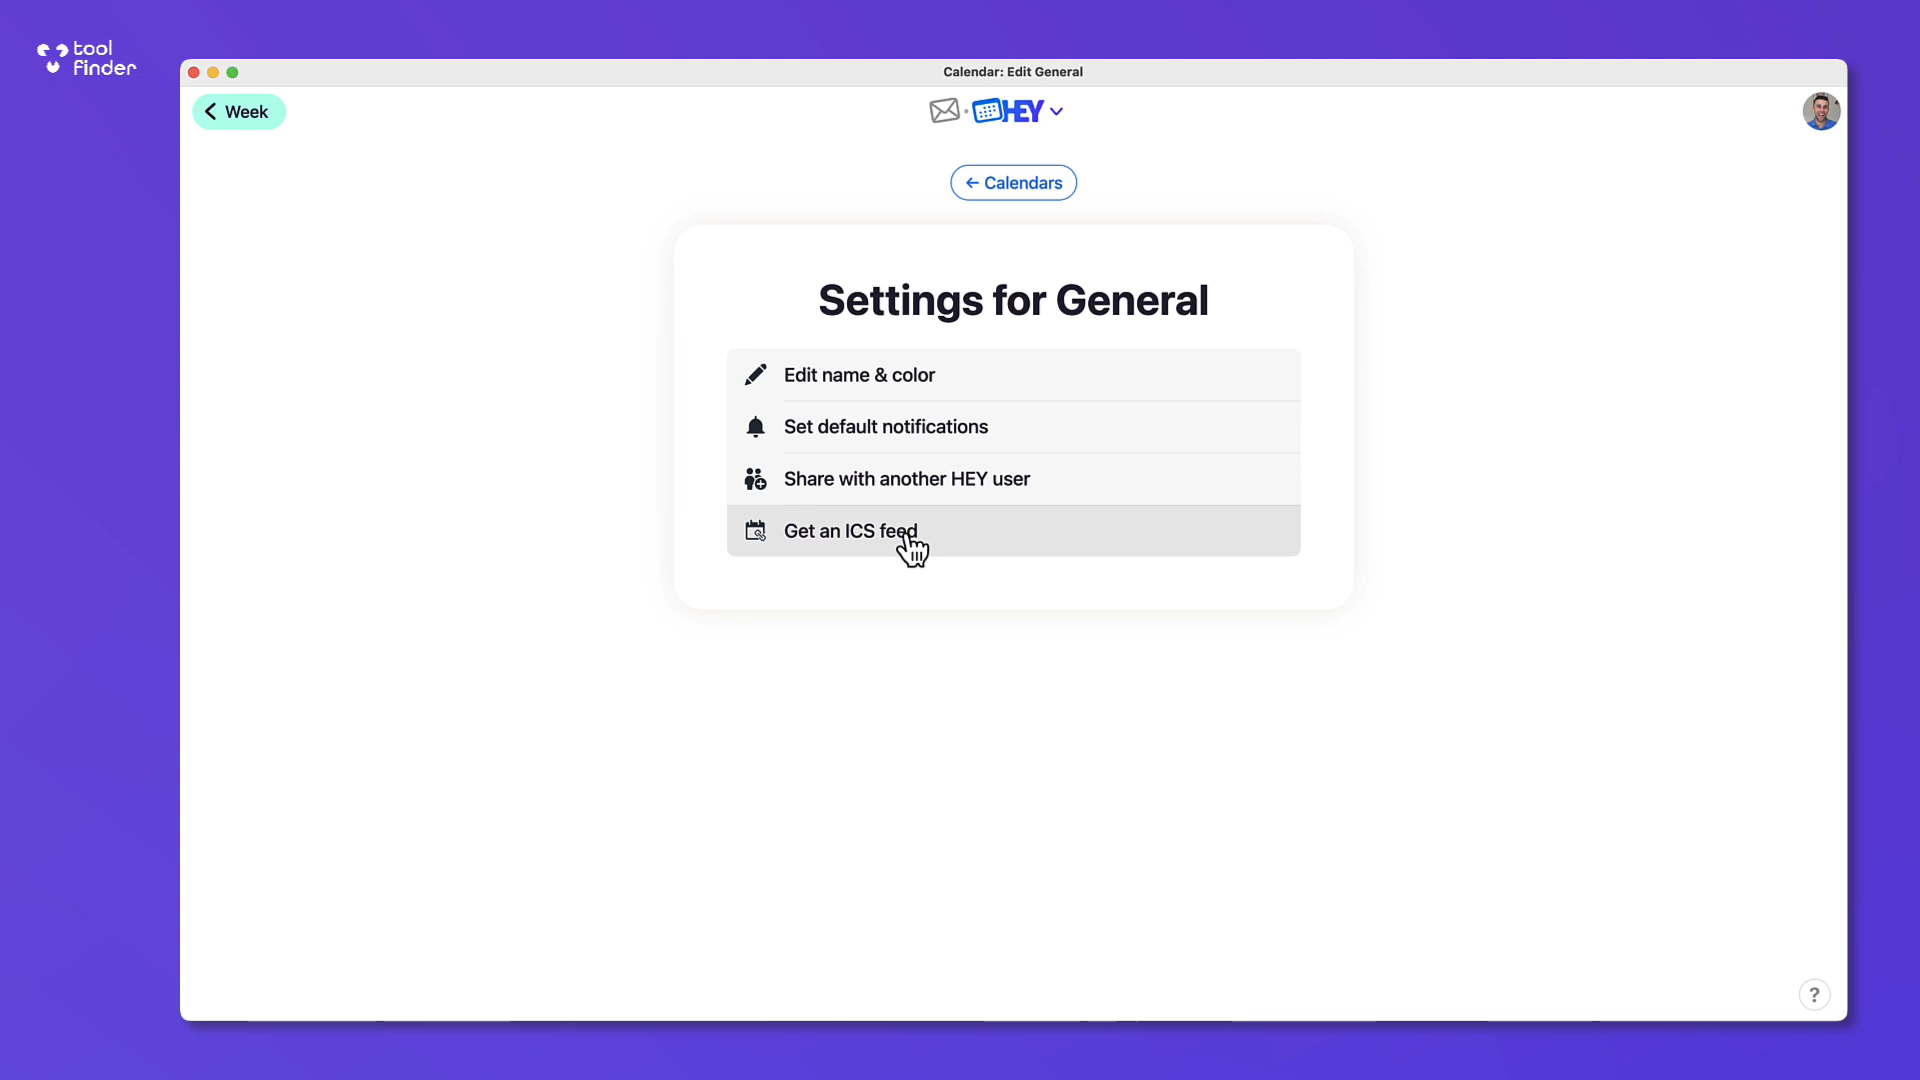 tool
finder
Calendar: Edit General
Week
HEY
← Calendars
Settings for General
Edit name & color
Set default notifications
Share with another HEY user
Get an ICS feed
?